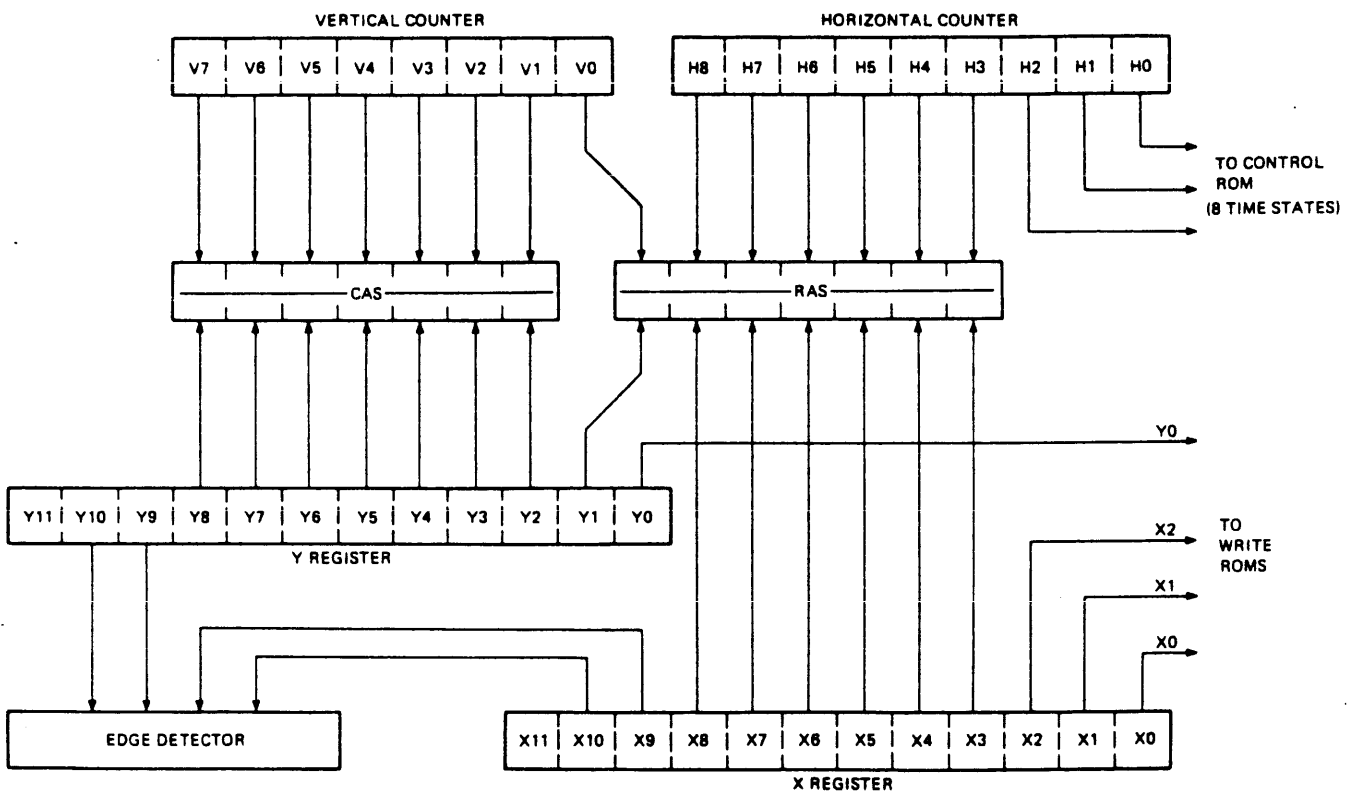 VERTICAL COUNTER
HORIZONTAL COUNTER
V7 V6 V5 V4 V3 V2 V1 V0
H8 H7 H6 H5 H4 H3 H2 H1 H0
TO CONTROL
ROM
(8 TIME STATES)
CAS
RAS
Y0
Y11 Y10 Y9 Y8 Y7 Y6 Y5 Y4 Y3 Y2 Y1 Y0
Y REGISTER
X2
TO
WRITE
ROMS
X1
X0
EDGE DETECTOR
X11 X10 X9 X8 X7 X6 X5 X4 X3 X2 X1 X0
X REGISTER